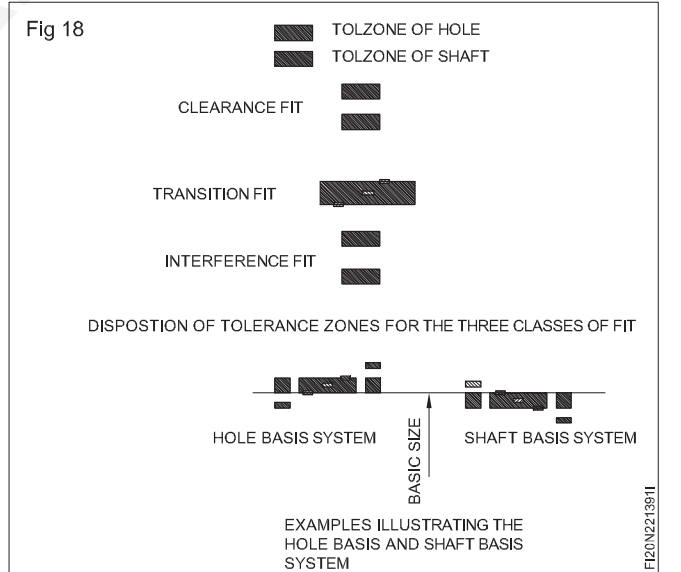 Fig 18
TOLZONE OF HOLE
TOLZONE OF SHAFT
CLEARANCE FIT
TRANSITION FIT
INTERFERENCE FIT
DISPOSTION OF TOLERANCE ZONES FOR THE THREE CLASSES OF FIT
HOLE BASIS SYSTEM
BASIC SIZE
SHAFT BASIS SYSTEM
EXAMPLES ILLUSTRATING THE
HOLE BASIS AND SHAFT BASIS
SYSTEM
FI20N221391I